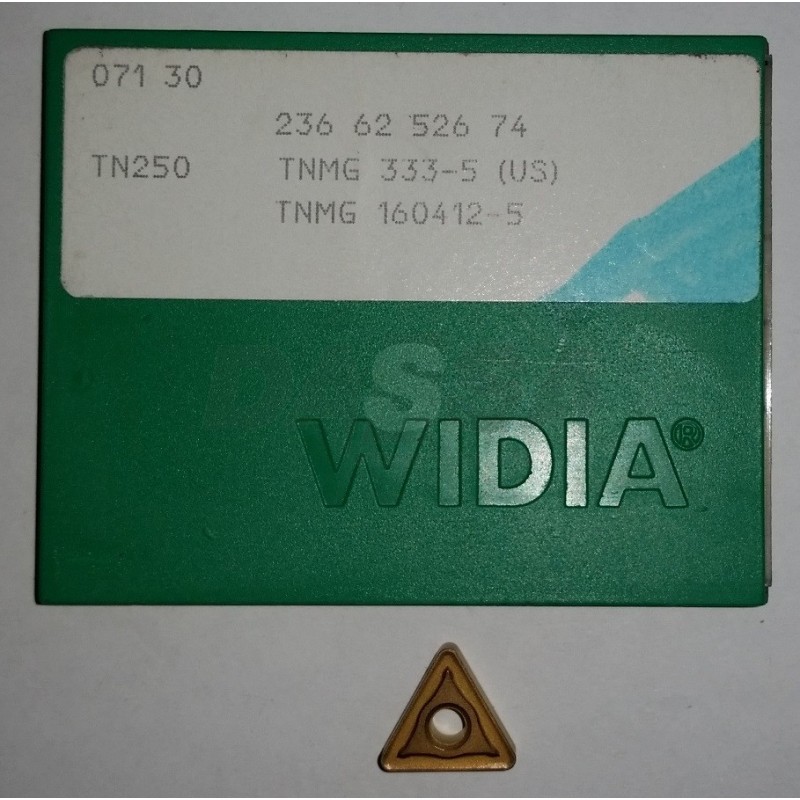 071 30
236 62 526 74
TN250 TNMG 333-5 (US)
TNMG 160412-5
WIDIA®